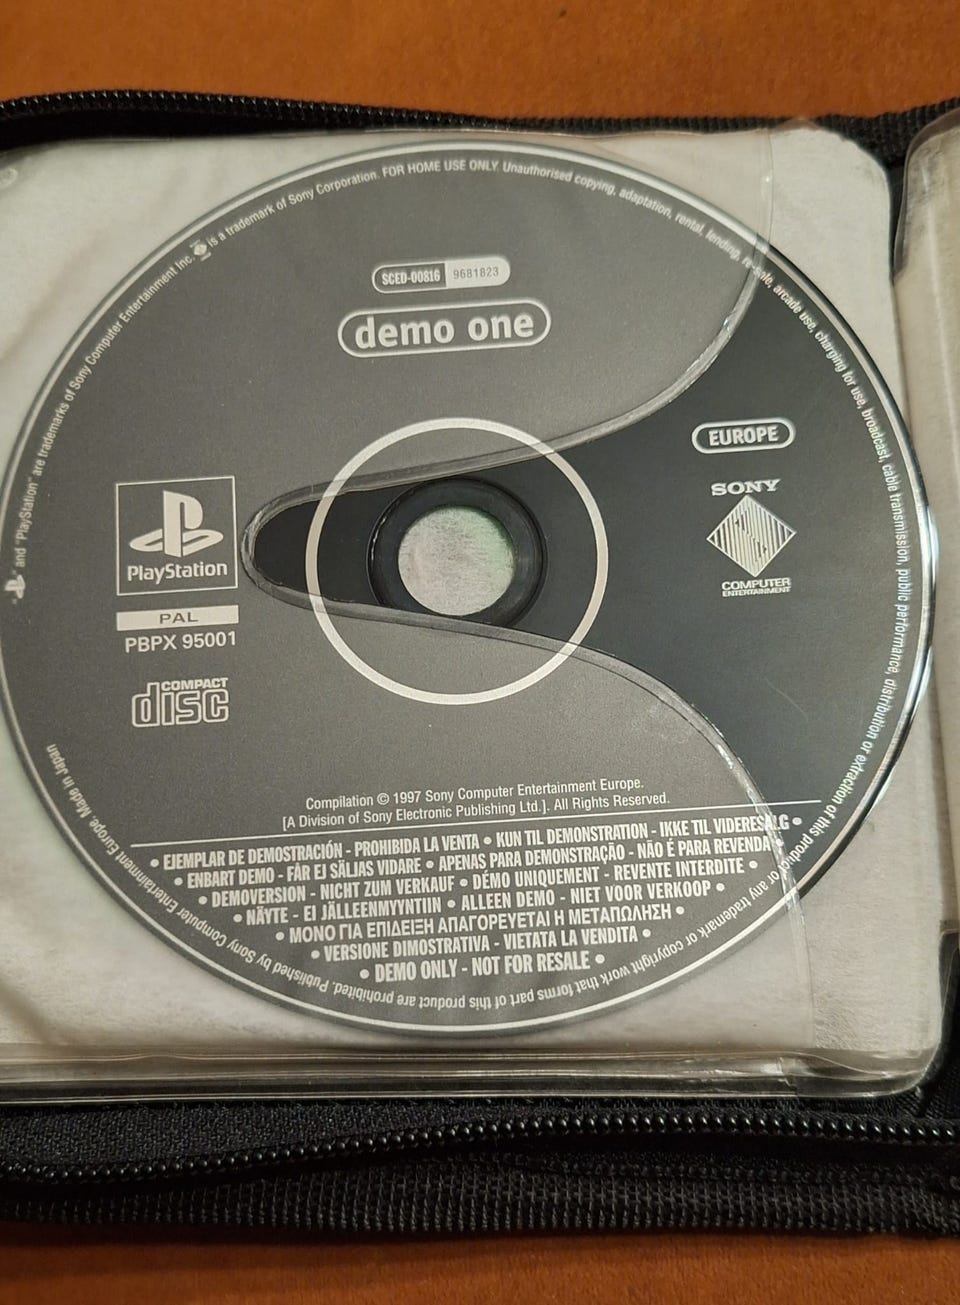 SCED-00816 9681823
demo one
EUROPE
SONY
COMPUTER
ENTERTAINMENT
PlayStation
PAL
PBPX 95001
COMPACT
disc
Compilation © 1997 Sony Computer Entertainment Europe.
[A Division of Sony Electronic Publishing Ltd.]. All Rights Reserved.
• EJEMPLAR DE DEMOSTRACIÓN - PROHIBIDA LA VENTA • KUN TIL DEMONSTRATION - IKKE TIL VIDERESALG •
• ENBART DEMO - FÅR EJ SÄLJAS VIDARE • APENAS PARA DEMONSTRAÇÃO - NÃO É PARA REVENDA •
• DEMOVERSION - NICHT ZUM VERKAUF • DÉMO UNIQUEMENT - REVENTE INTERDITE •
• NÄYTE - EI JÄLLEENMYYNTIIN • ALLEEN DEMO - NIET VOOR VERKOOP •
• ΜΟΝΟ ΓΙΑ ΕΠΙΔΕΙΞΗ ΑΠΑΓΟΡΕΥΕΤΑΙ Η ΜΕΤΑΠΩΛΗΣΗ •
• VERSIONE DIMOSTRATIVA - VIETATA LA VENDITA •
• DEMO ONLY - NOT FOR RESALE •
and "PlayStation" are trademarks of Sony Computer Entertainment Inc. is a trademark of Sony Corporation. FOR HOME USE ONLY. Unauthorised copying, adaptation, rental, lending, re-sale, arcade use, charging for use, broadcast, cable transmission, public performance, distribution or extraction of this product or any trademark or copyright work that forms part of this product are prohibited. Published by Sony Computer Entertainment Europe. Made in Japan